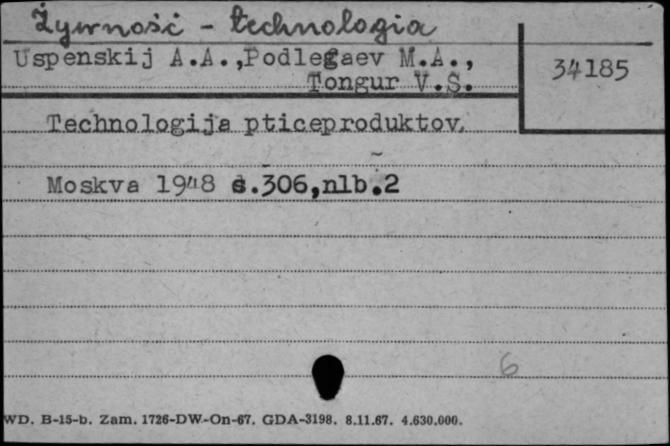 Żywność - technologia
Uspenskij A.A.,Podlegaev M.A.,
Tongur V.S.
34185
Technologija pticeproduktov.
Moskva 1948 s.306,nlb.2
6
WD. B-15-b. Zam. 1726-DW-On-67. GDA-3198. 8.11.67. 4.630.000.